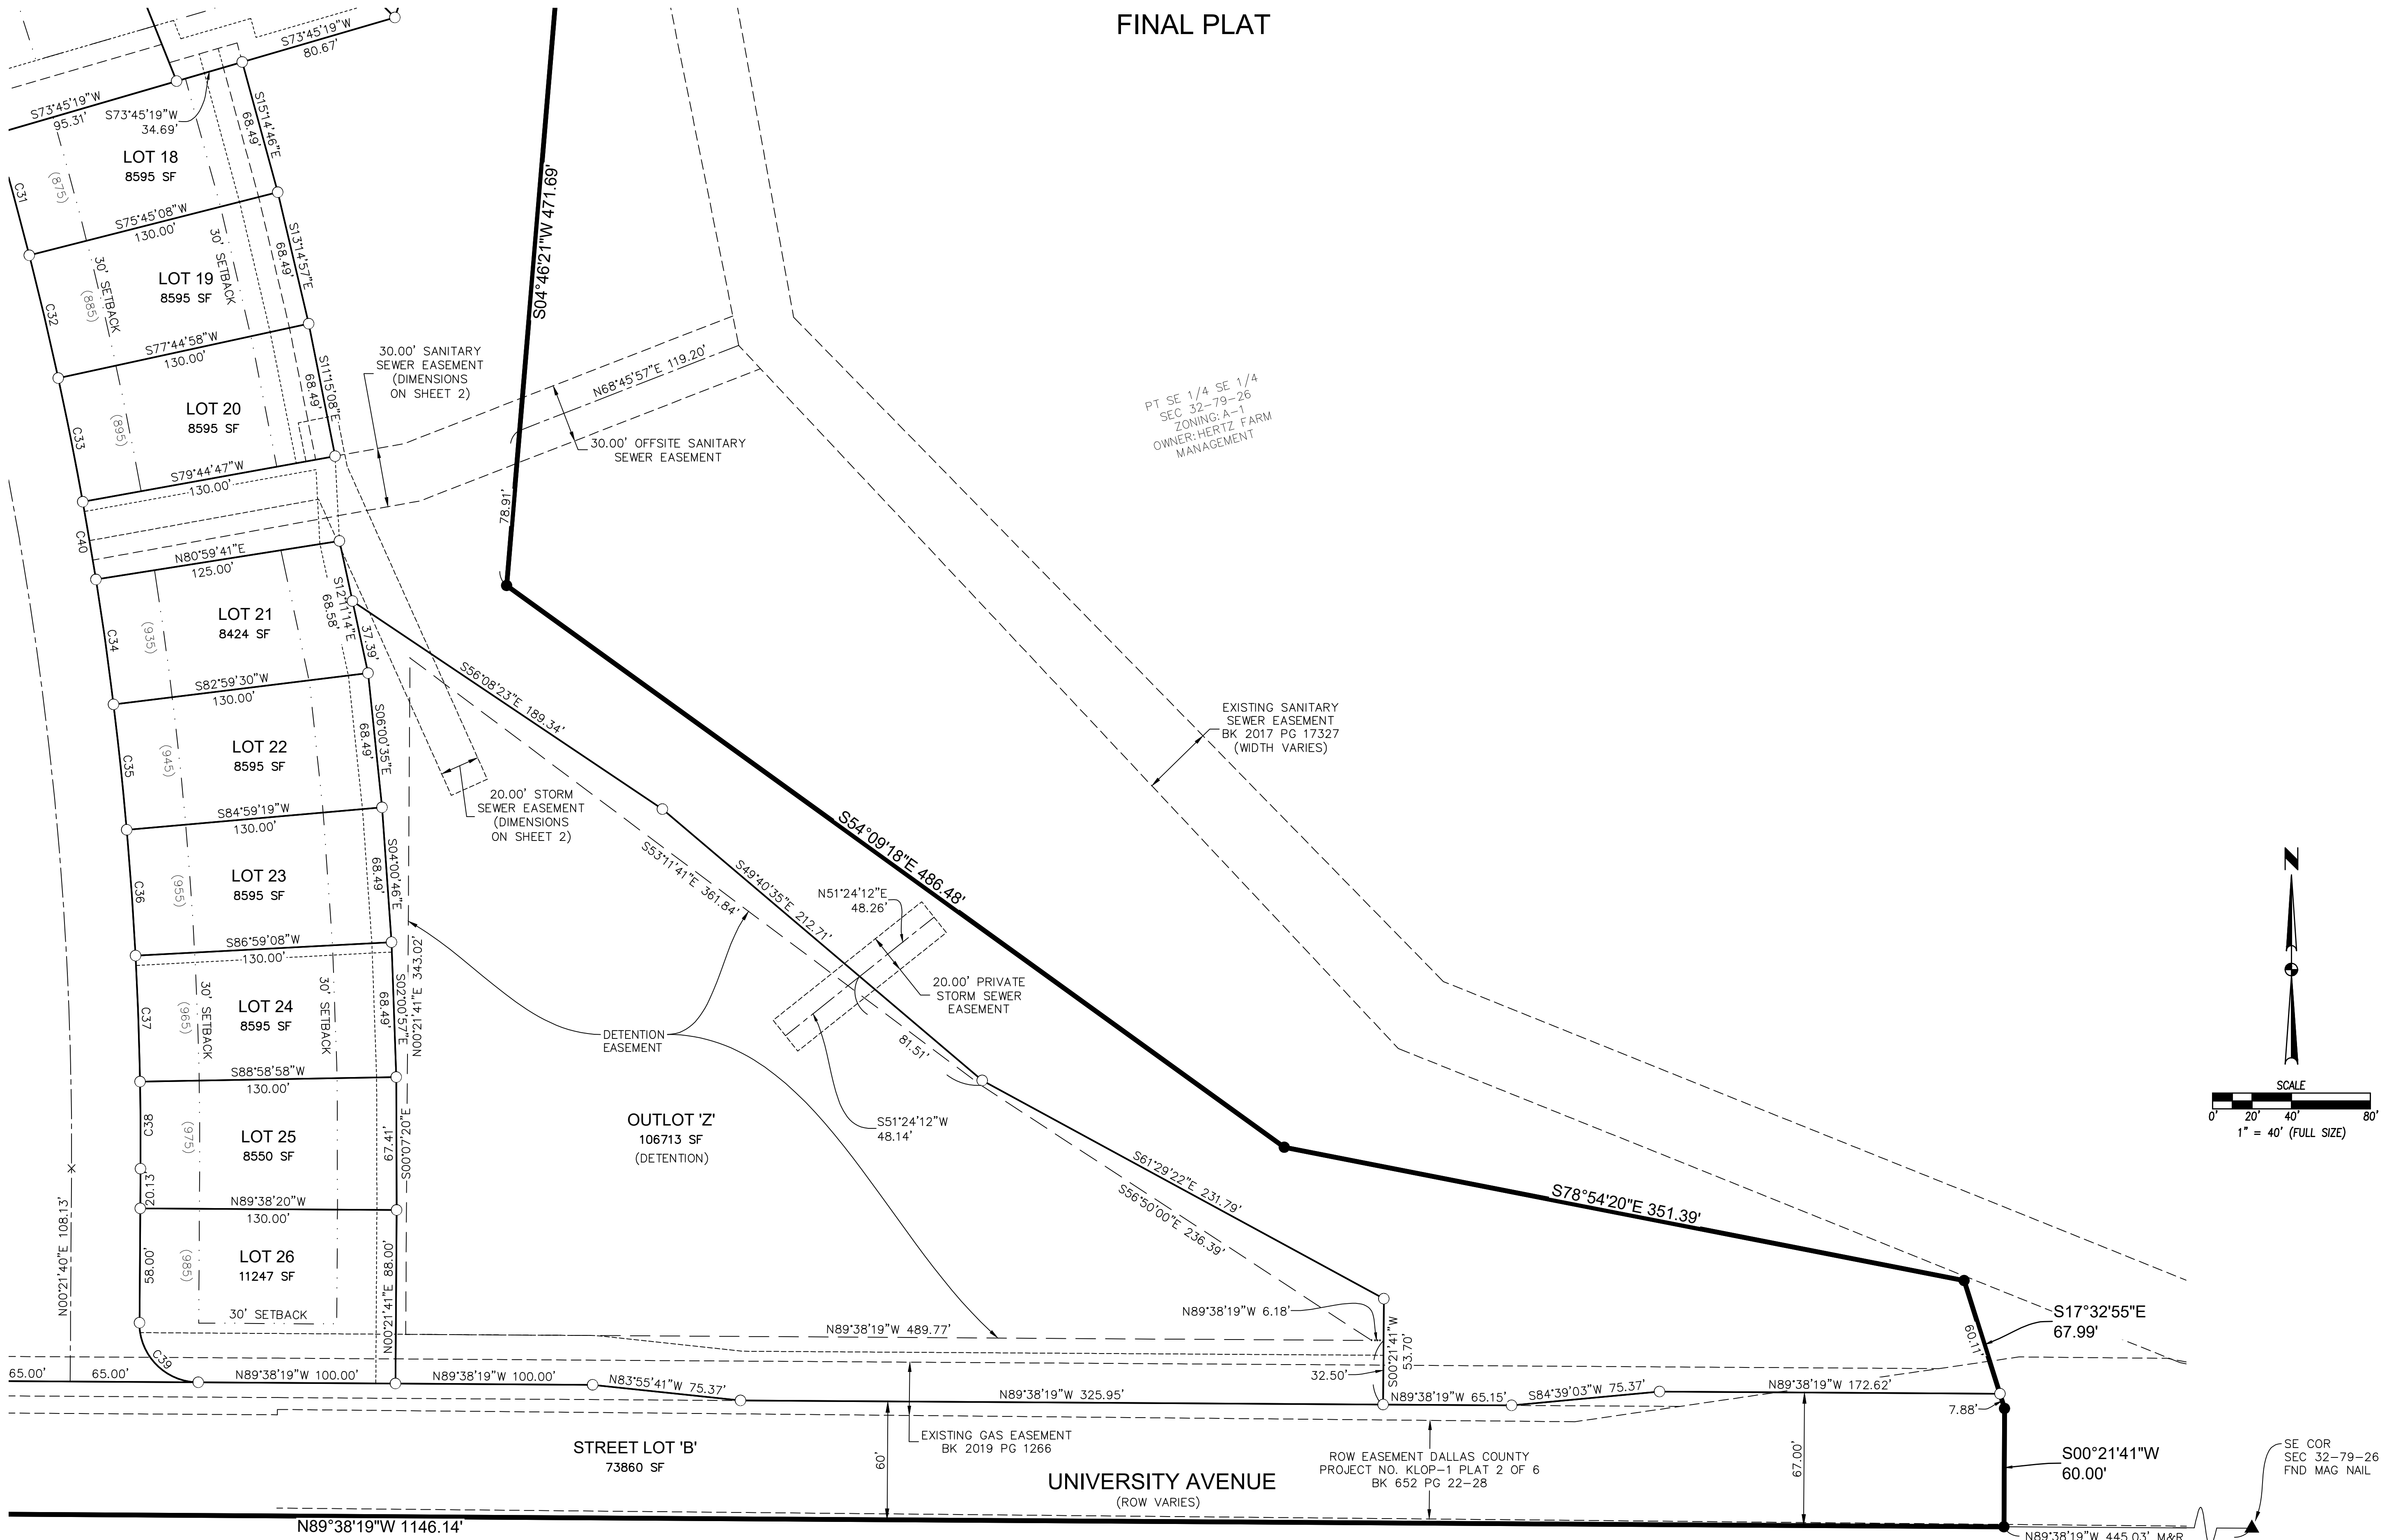 FINAL PLAT
S73°45'19"W
80.67'
S73°45'19"W
95.31'
S73°45'19"W
34.69'
S15°14'46"E
68.49'
LOT 18
8595 SF
(875)
C31
S75°45'08"W
130.00'
30' SETBACK
30' SETBACK
S13°14'57"E
68.49'
LOT 19
8595 SF
(885)
C32
S77°44'58"W
130.00'
S11°15'08"E
68.49'
LOT 20
8595 SF
(895)
C33
S79°44'47"W
130.00'
C40
N80°59'41"E
125.00'
S12°11'14"E
68.58'
37.39'
LOT 21
8424 SF
(935)
C34
S82°59'30"W
130.00'
S06°00'35"E
68.49'
LOT 22
8595 SF
(945)
C35
S84°59'19"W
130.00'
S04°00'46"E
68.49'
LOT 23
8595 SF
(955)
C36
S86°59'08"W
130.00'
S02°00'57"E
68.49'
LOT 24
8595 SF
(965)
30' SETBACK
30' SETBACK
C37
S88°58'58"W
130.00'
S00°07'20"E
67.41'
LOT 25
8550 SF
(975)
C38
20.13'
N89°38'20"W
130.00'
LOT 26
11247 SF
(985)
58.00'
30' SETBACK
N00°21'41"E 88.00'
C39
N00°21'40"E 108.13'
65.00'
65.00'
N89°38'19"W 100.00'
N89°38'19"W 100.00'
N83°55'41"W 75.37'
N89°38'19"W 325.95'
N89°38'19"W 65.15'
S84°39'03"W 75.37'
N89°38'19"W 172.62'
S04°46'21"W 471.69'
78.91'
30.00' SANITARY
SEWER EASEMENT
(DIMENSIONS
ON SHEET 2)
N68°45'57"E 119.20'
30.00' OFFSITE SANITARY
SEWER EASEMENT
PT SE 1/4 SE 1/4
SEC 32-79-26
ZONING: A-1
OWNER: HERTZ FARM
MANAGEMENT
EXISTING SANITARY
SEWER EASEMENT
BK 2017 PG 17327
(WIDTH VARIES)
S56°08'23"E 189.34'
20.00' STORM
SEWER EASEMENT
(DIMENSIONS
ON SHEET 2)
S53°11'41"E 361.84'
S49°40'35"E 212.71'
S54°09'18"E 486.48'
N51°24'12"E
48.26'
20.00' PRIVATE
STORM SEWER
EASEMENT
N00°21'41"E 343.02'
DETENTION
EASEMENT
81.51'
S51°24'12"W
48.14'
OUTLOT 'Z'
106713 SF
(DETENTION)
S61°29'22"E 231.79'
S56°50'00"E 236.39'
S78°54'20"E 351.39'
N89°38'19"W 6.18'
N89°38'19"W 489.77'
S00°21'41"W
53.70'
32.50'
S17°32'55"E
67.99'
60.11'
7.88'
EXISTING GAS EASEMENT
BK 2019 PG 1266
60'
67.00'
ROW EASEMENT DALLAS COUNTY
PROJECT NO. KLOP-1 PLAT 2 OF 6
BK 652 PG 22-28
S00°21'41"W
60.00'
SE COR
SEC 32-79-26
FND MAG NAIL
STREET LOT 'B'
73860 SF
UNIVERSITY AVENUE
(ROW VARIES)
N89°38'19"W 1146.14'
N89°38'19"W 445.03' M&R
N
SCALE
0' 20' 40' 80'
1" = 40' (FULL SIZE)